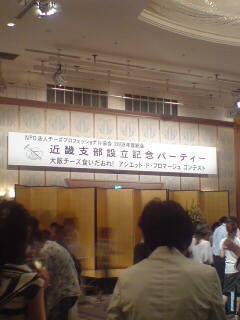 NPO法人チーズプロフェッショナル協会 2008年度総会
近畿支部設立記念パーティー
大阪チーズ食いだおれ! アシエット・ド・フロマージュ コンテスト